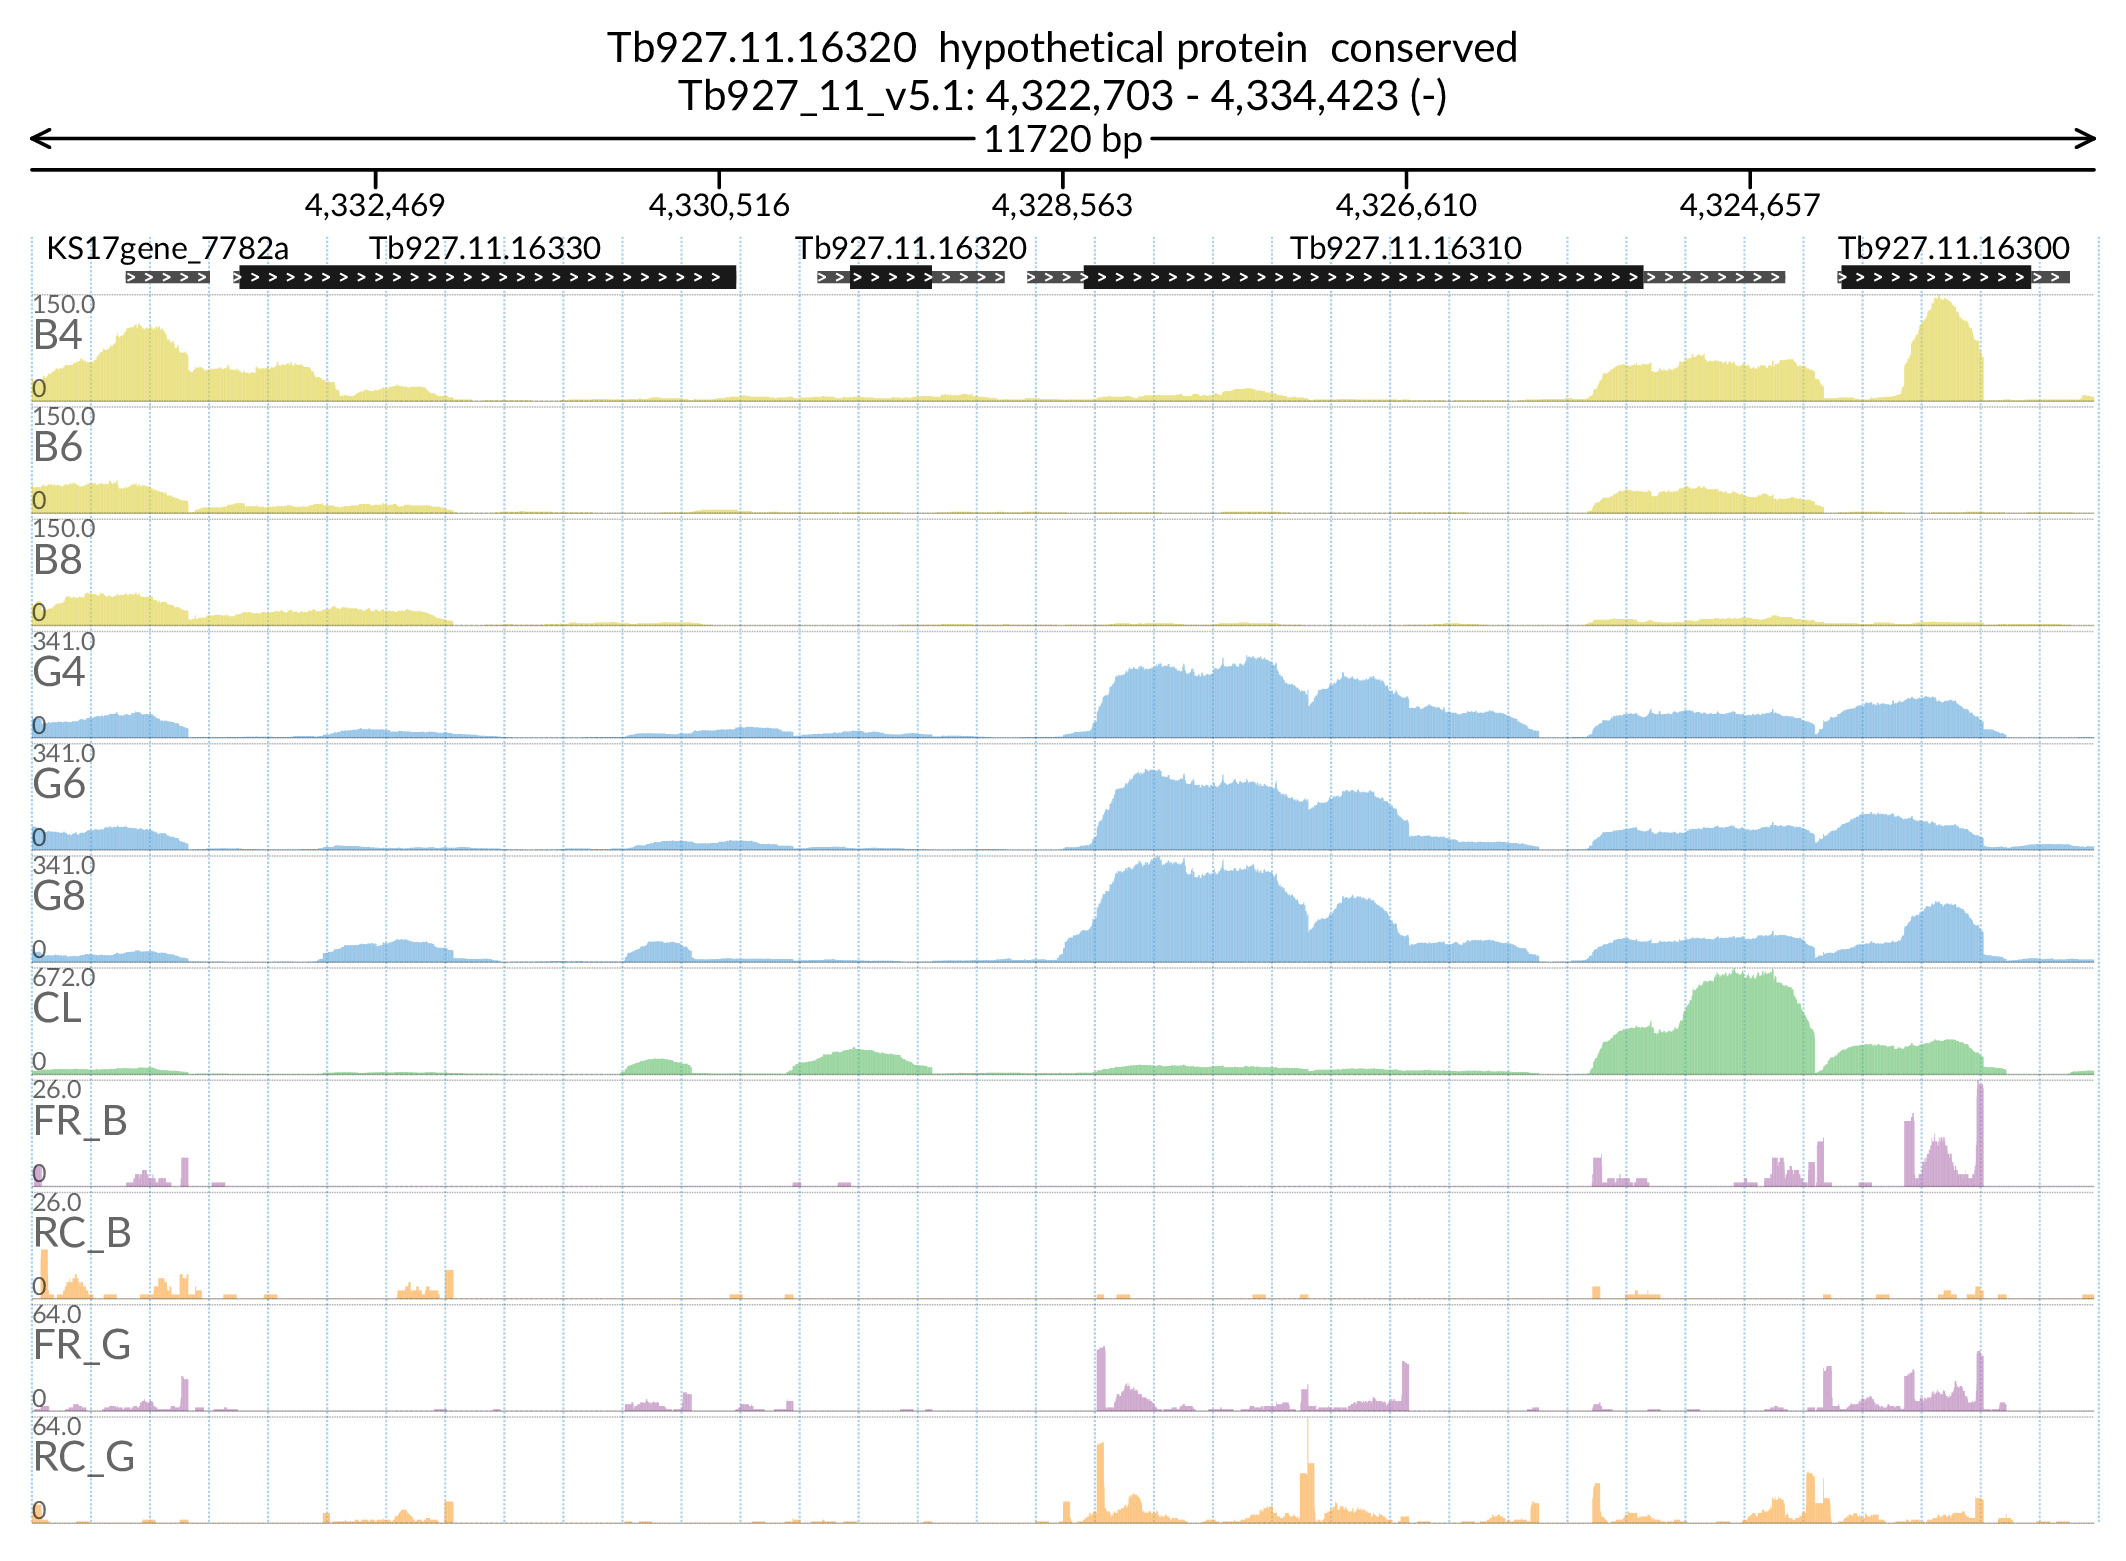 Tb927.11.16320  hypothetical protein  conserved
Tb927_11_v5.1: 4,322,703 - 4,334,423 (-)
11720 bp
4,332,469 4,330,516 4,328,563 4,326,610 4,324,657
KS17gene_7782a Tb927.11.16330 Tb927.11.16320 Tb927.11.16310 Tb927.11.16300
150.0
B4
0
150.0
B6
0
150.0
B8
0
341.0
G4
0
341.0
G6
0
341.0
G8
0
672.0
CL
0
26.0
FR_B
0
26.0
RC_B
0
64.0
FR_G
0
64.0
RC_G
0